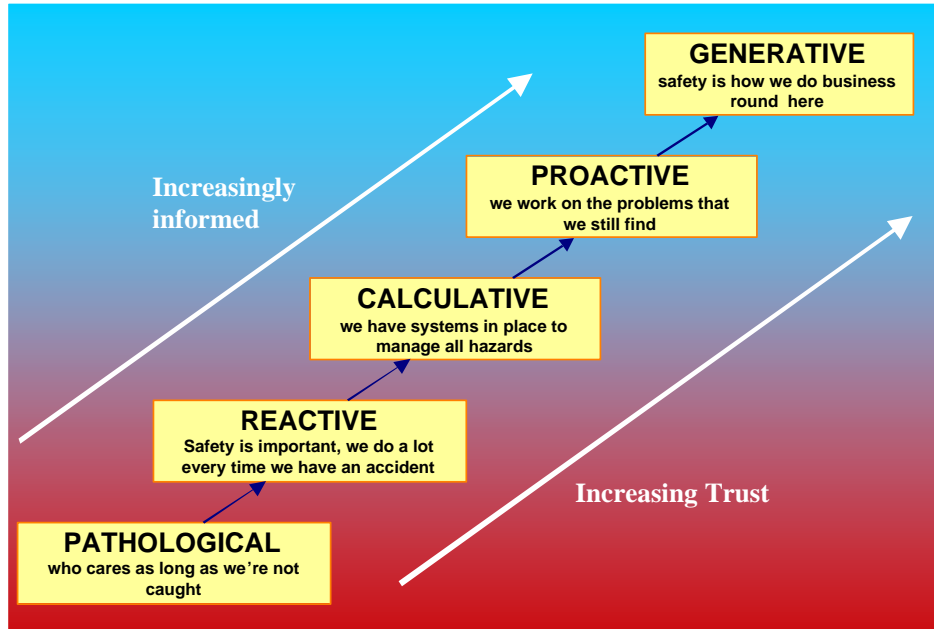 GENERATIVE
safety is how we do business
round here
PROACTIVE
we work on the problems that
we still find
Increasingly
informed
CALCULATIVE
we have systems in place to
manage all hazards
REACTIVE
Safety is important, we do a lot
every time we have an accident
Increasing Trust
PATHOLOGICAL
who cares as long as we’re not
caught